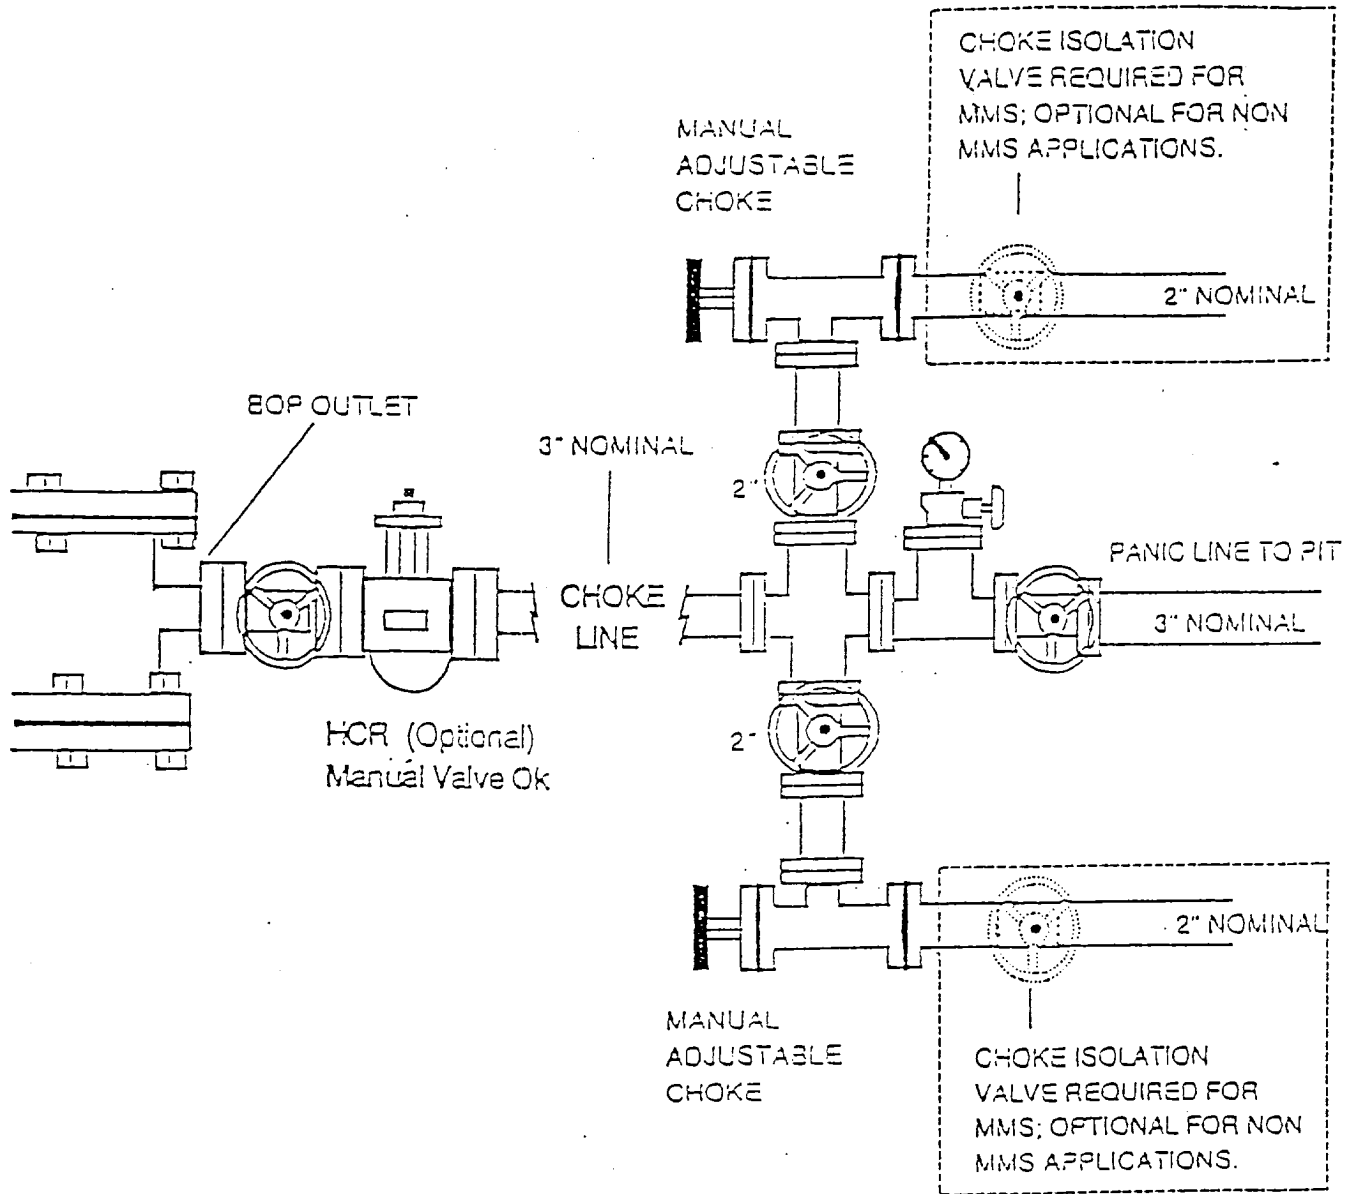 CHOKE ISOLATION
VALVE REQUIRED FOR
MMS; OPTIONAL FOR NON
MMS APPLICATIONS.
MANUAL
ADJUSTABLE
CHOKE
2" NOMINAL
BOP OUTLET
3" NOMINAL
2"
PANIC LINE TO PIT
CHOKE
LINE
3" NOMINAL
HCR (Optional)
Manual Valve Ok
2"
2" NOMINAL
MANUAL
ADJUSTABLE
CHOKE
CHOKE ISOLATION
VALVE REQUIRED FOR
MMS; OPTIONAL FOR NON
MMS APPLICATIONS.